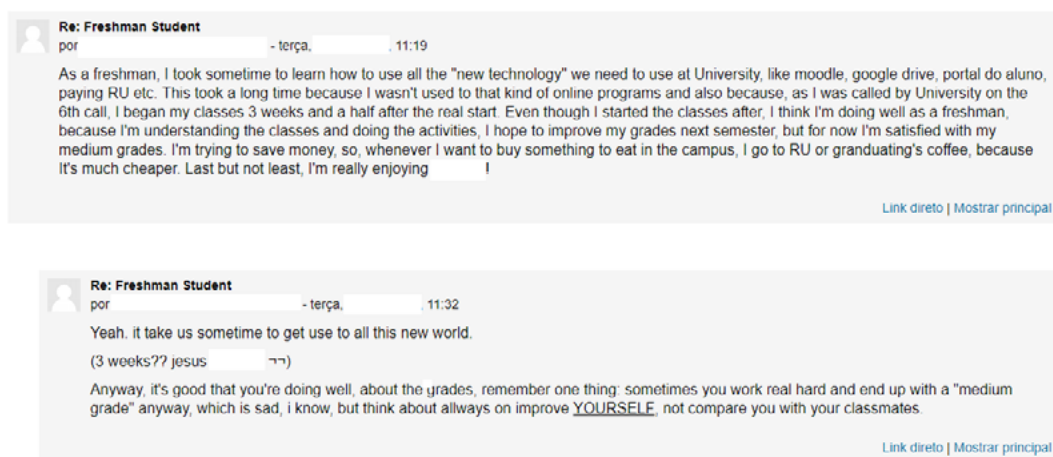 Re: Freshman Student
por - terça, , 11:19
As a freshman, I took sometime to learn how to use all the "new technology" we need to use at University, like moodle, google drive, portal do aluno,
paying RU etc. This took a long time because I wasn't used to that kind of online programs and also because, as I was called by University on the
6th call, I began my classes 3 weeks and a half after the real start. Even though I started the classes after, I think I'm doing well as a freshman,
because I'm understanding the classes and doing the activities, I hope to improve my grades next semester, but for now I'm satisfied with my
medium grades. I'm trying to save money, so, whenever I want to buy something to eat in the campus, I go to RU or granduating's coffee, because
It's much cheaper. Last but not least, I'm really enjoying !
Link direto | Mostrar principal
Re: Freshman Student
por - terça, , 11:32
Yeah. it take us sometime to get use to all this new world.
(3 weeks?? jesus ¬¬)
Anyway, it's good that you're doing well, about the grades, remember one thing: sometimes you work real hard and end up with a "medium
grade" anyway, which is sad, i know, but think about allways on improve YOURSELF, not compare you with your classmates.
Link direto | Mostrar principal